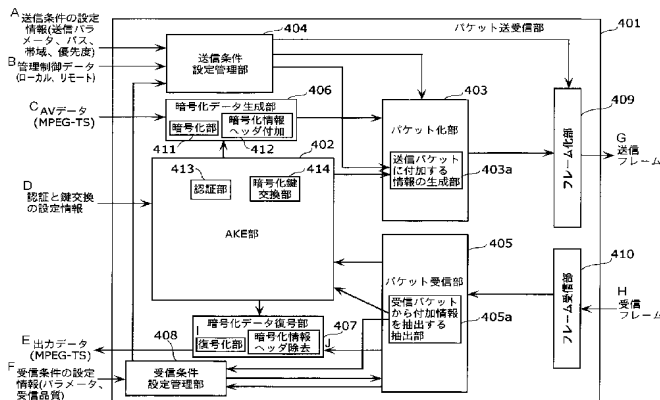 A 送信条件の設定
情報(送信パラ
メータ、パス、
帯域、優先度)
B 管理制御データ
(ローカル、リモート)
C AVデータ
(MPEG-TS)
D
認証と鍵交換
の設定情報
E 出力データ
(MPEG-TS)
F 受信条件の設定
情報(パラメータ、
受信品質)
パケット送受信部
401
404
送信条件
設定管理部
406
暗号化データ生成部
暗号化部
暗号化情報
ヘッダ付加
411
412
402
413
認証部
414
暗号化鍵
交換部
AKE部
403
パケット化部
送信パケット
に付加する
情報の生成部
403a
409
フレーム化部
G
送信
フレーム
405
パケット受信部
受信パケット
から付加情報
を抽出する
抽出部
405a
410
フレーム受信部
H
受信
フレーム
暗号化データ復号部
407
I
復号化部
暗号化情報
ヘッダ除去
J
408
受信条件
設定管理部